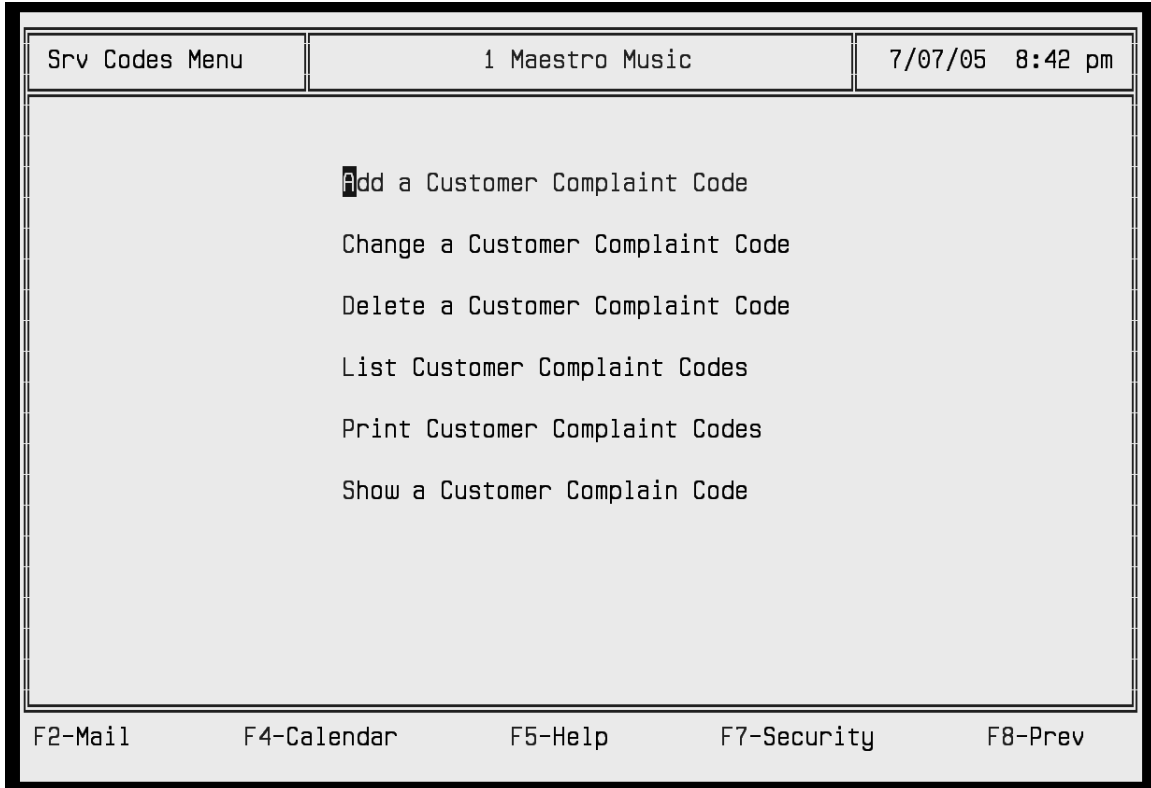 Srv Codes Menu 1 Maestro Music 7/07/05 8:42 pm
Add a Customer Complaint Code
Change a Customer Complaint Code
Delete a Customer Complaint Code
List Customer Complaint Codes
Print Customer Complaint Codes
Show a Customer Complain Code
F2-Mail F4-Calendar F5-Help F7-Security F8-Prev